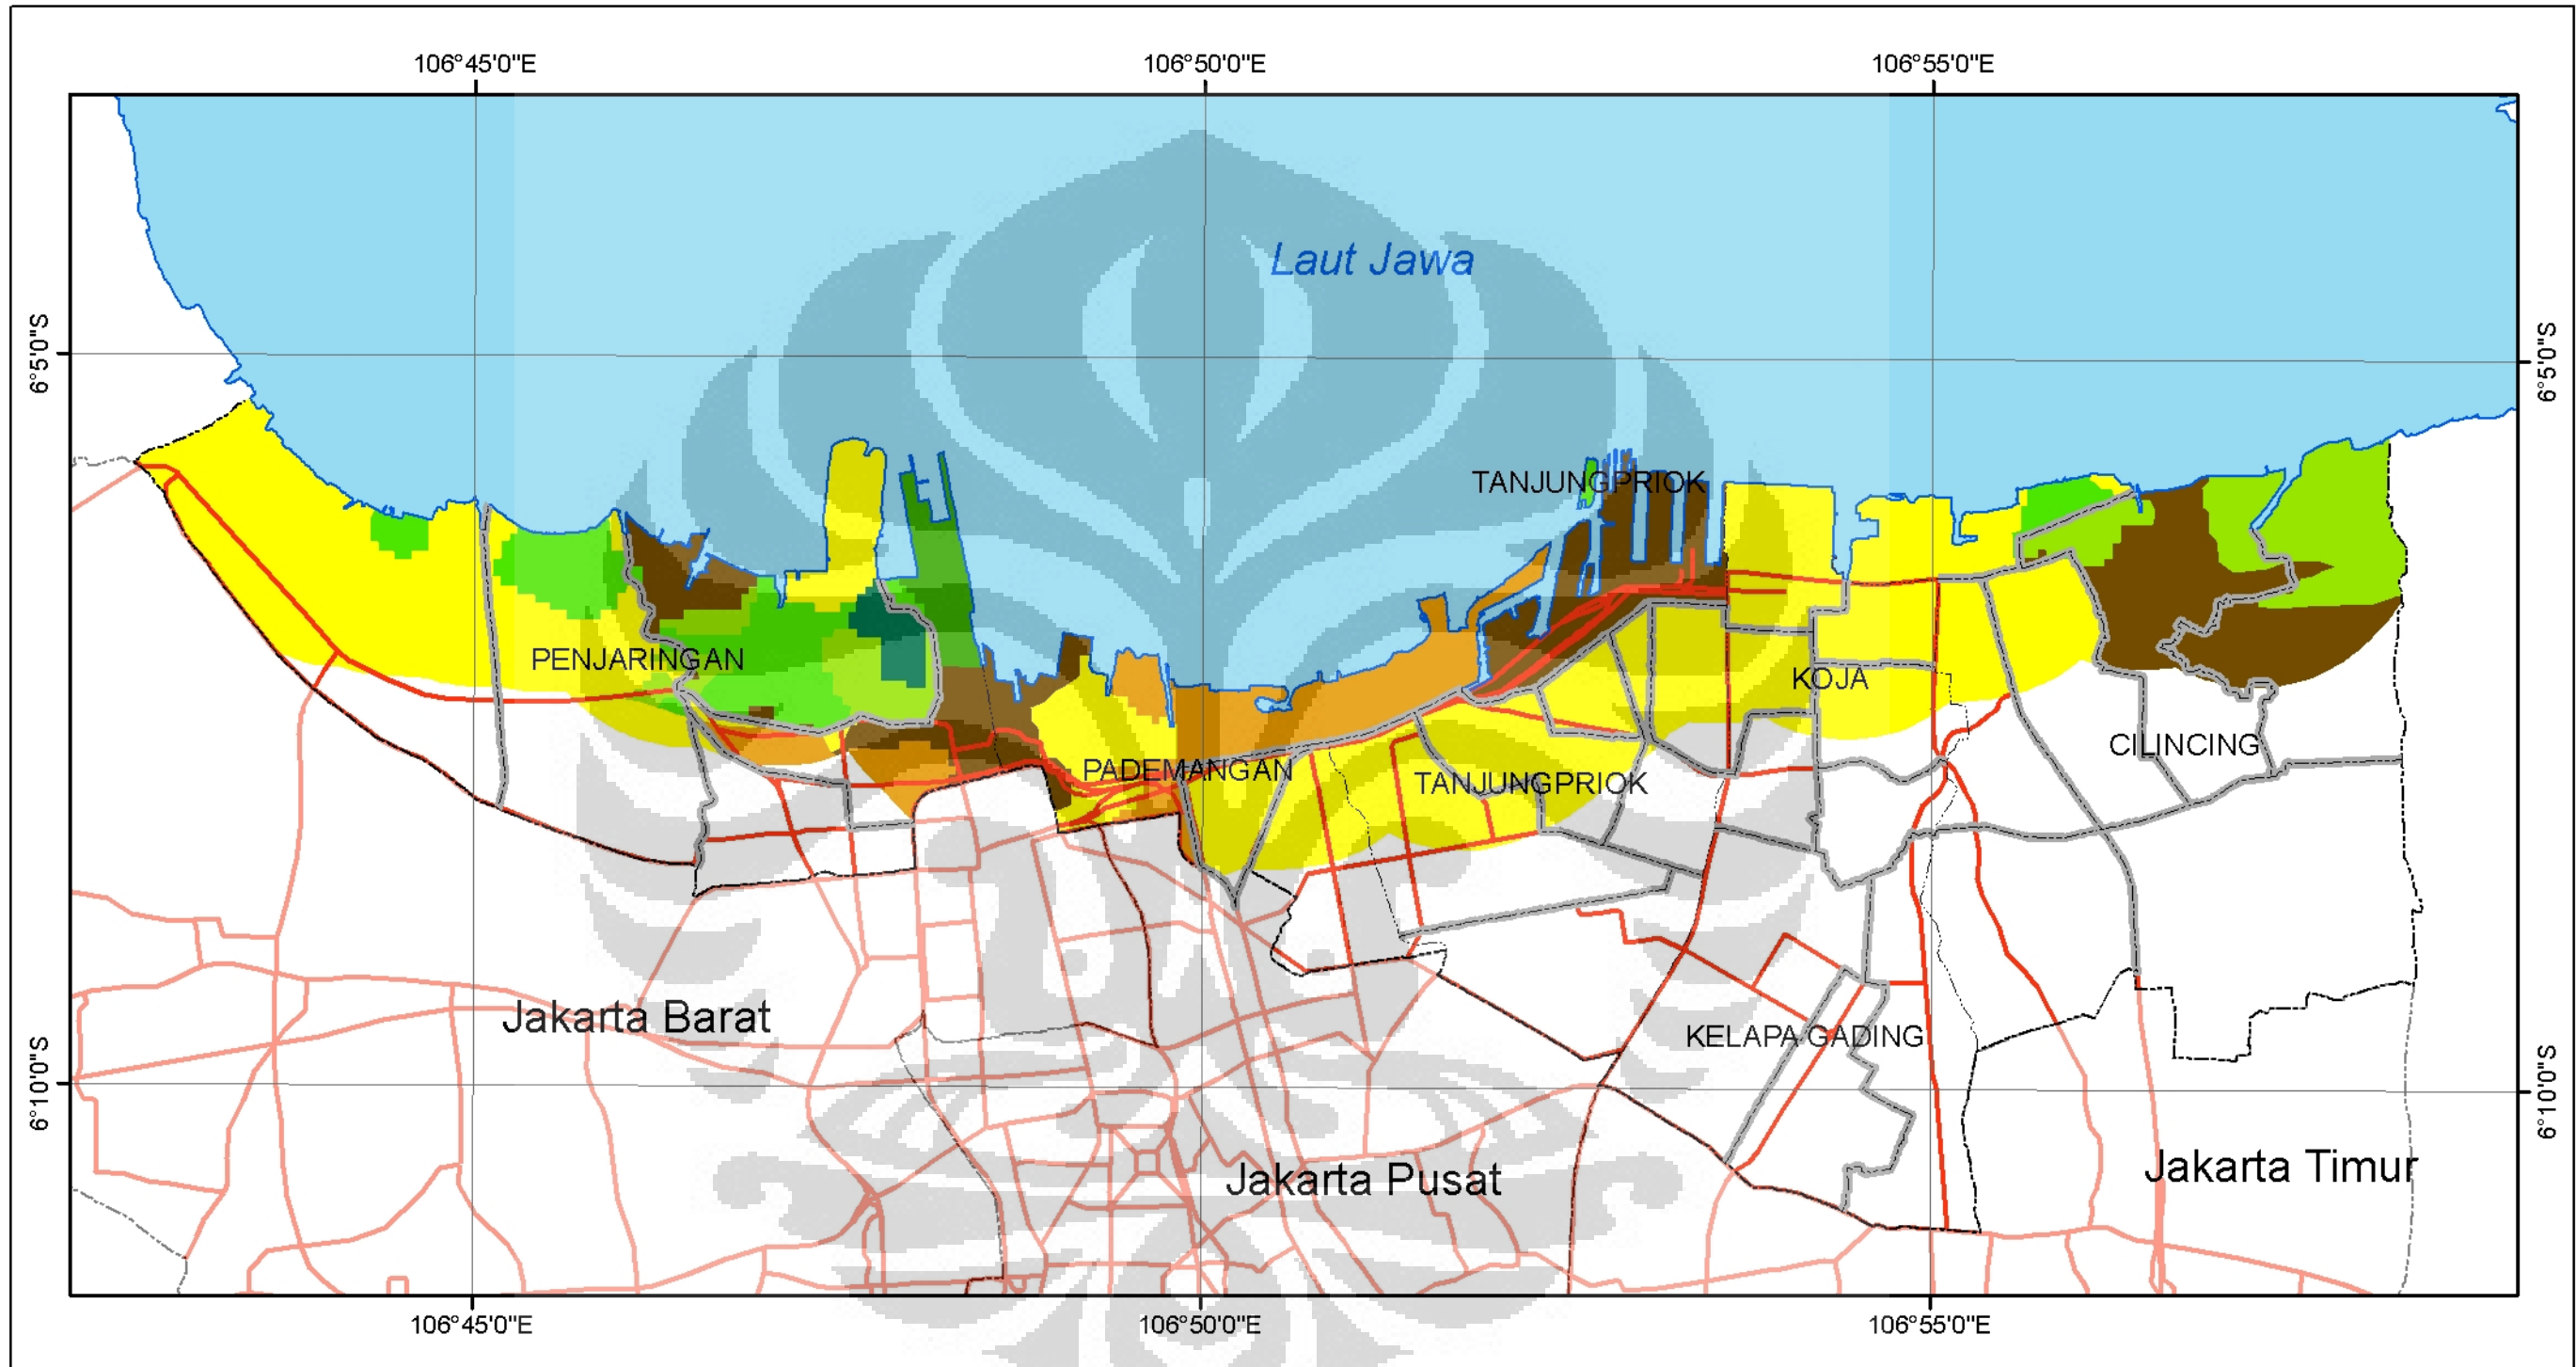 106°45'0"E
106°50'0"E
106°55'0"E
Laut Jawa
6°5'0"S
6°5'0"S
TANJUNGPRIOK
PENJARINGAN
KOJA
CILINCING
PADEMANGAN
TANJUNGPRIOK
Jakarta Barat
KELAPA GADING
6°10'0"S
6°10'0"S
Jakarta Pusat
Jakarta Timur
106°45'0"E
106°50'0"E
106°55'0"E